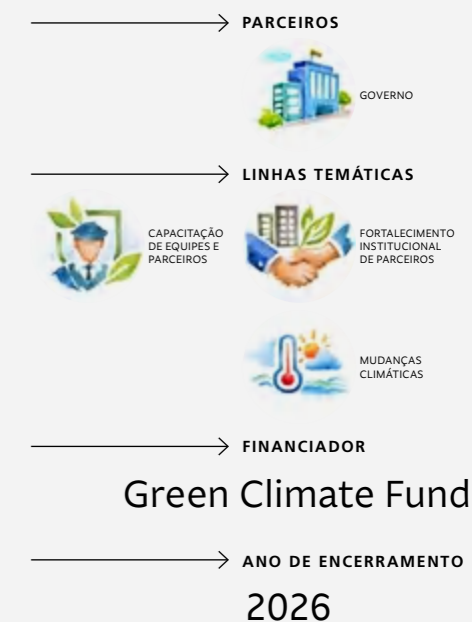 PARCEIROS
GOVERNO
LINHAS TEMÁTICAS
CAPACITAÇÃO
DE EQUIPES E
PARCEIROS
FORTALECIMENTO
INSTITUCIONAL
DE PARCEIROS
MUDANÇAS
CLIMÁTICAS
FINANCIADOR
Green Climate Fund
ANO DE ENCERRAMENTO
2026